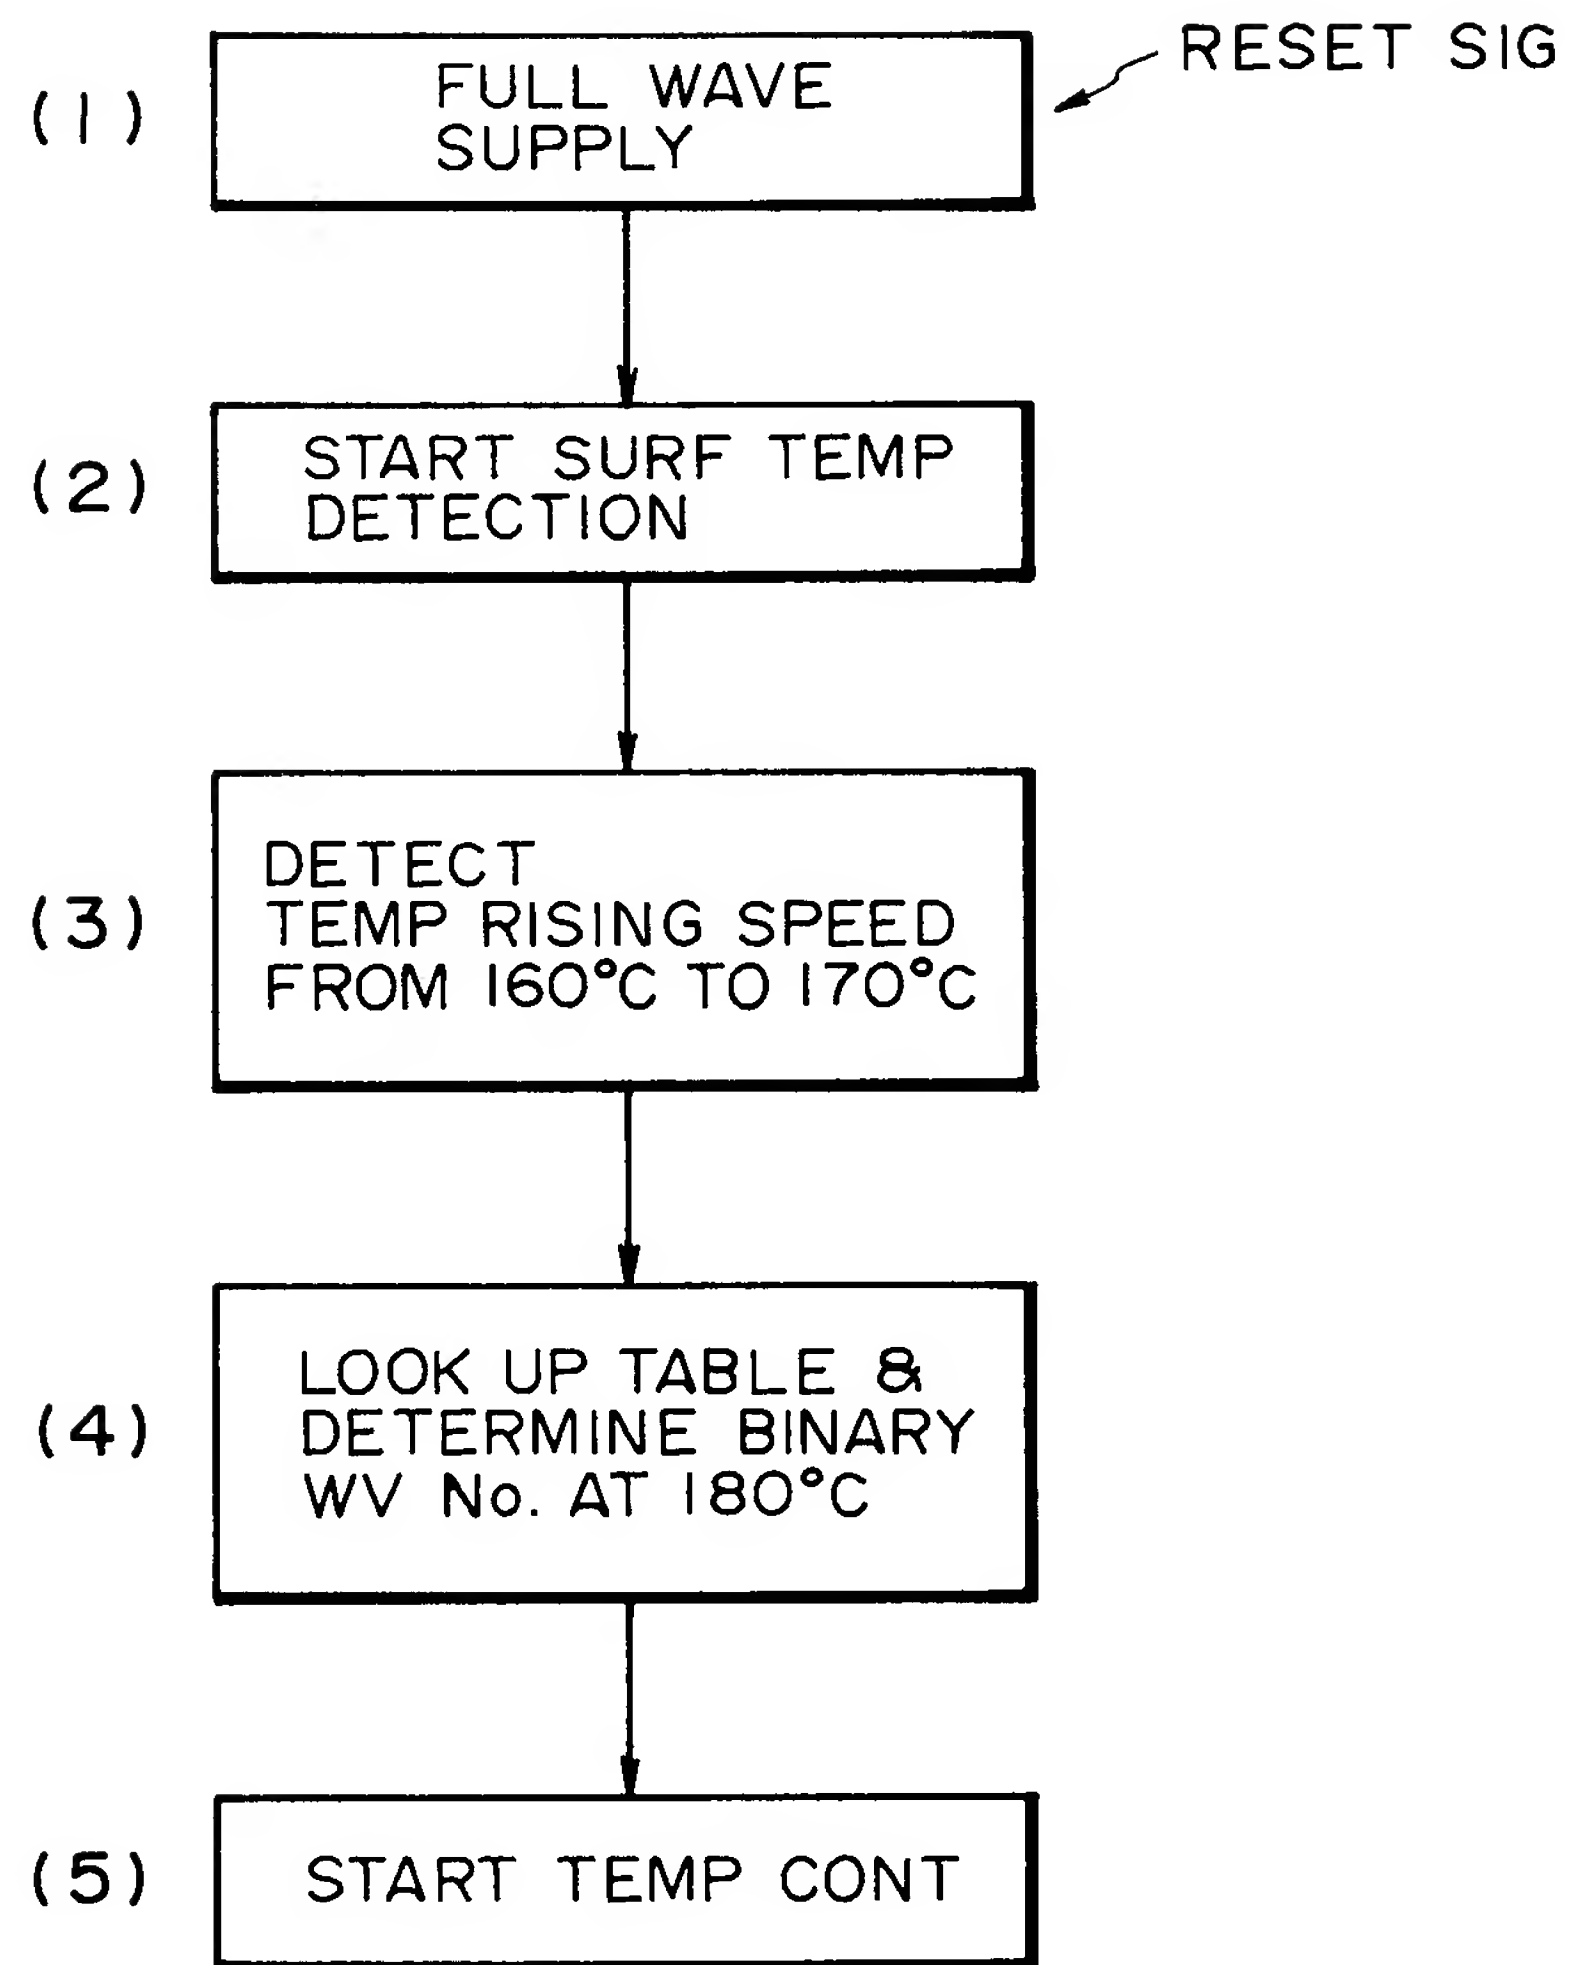 RESET SIG
(1)
FULL WAVE
SUPPLY
(2)
START SURF TEMP
DETECTION
(3)
DETECT
TEMP RISING SPEED
FROM 160°C TO 170°C
(4)
LOOK UP TABLE &
DETERMINE BINARY
WV No. AT 180°C
(5)
START TEMP CONT